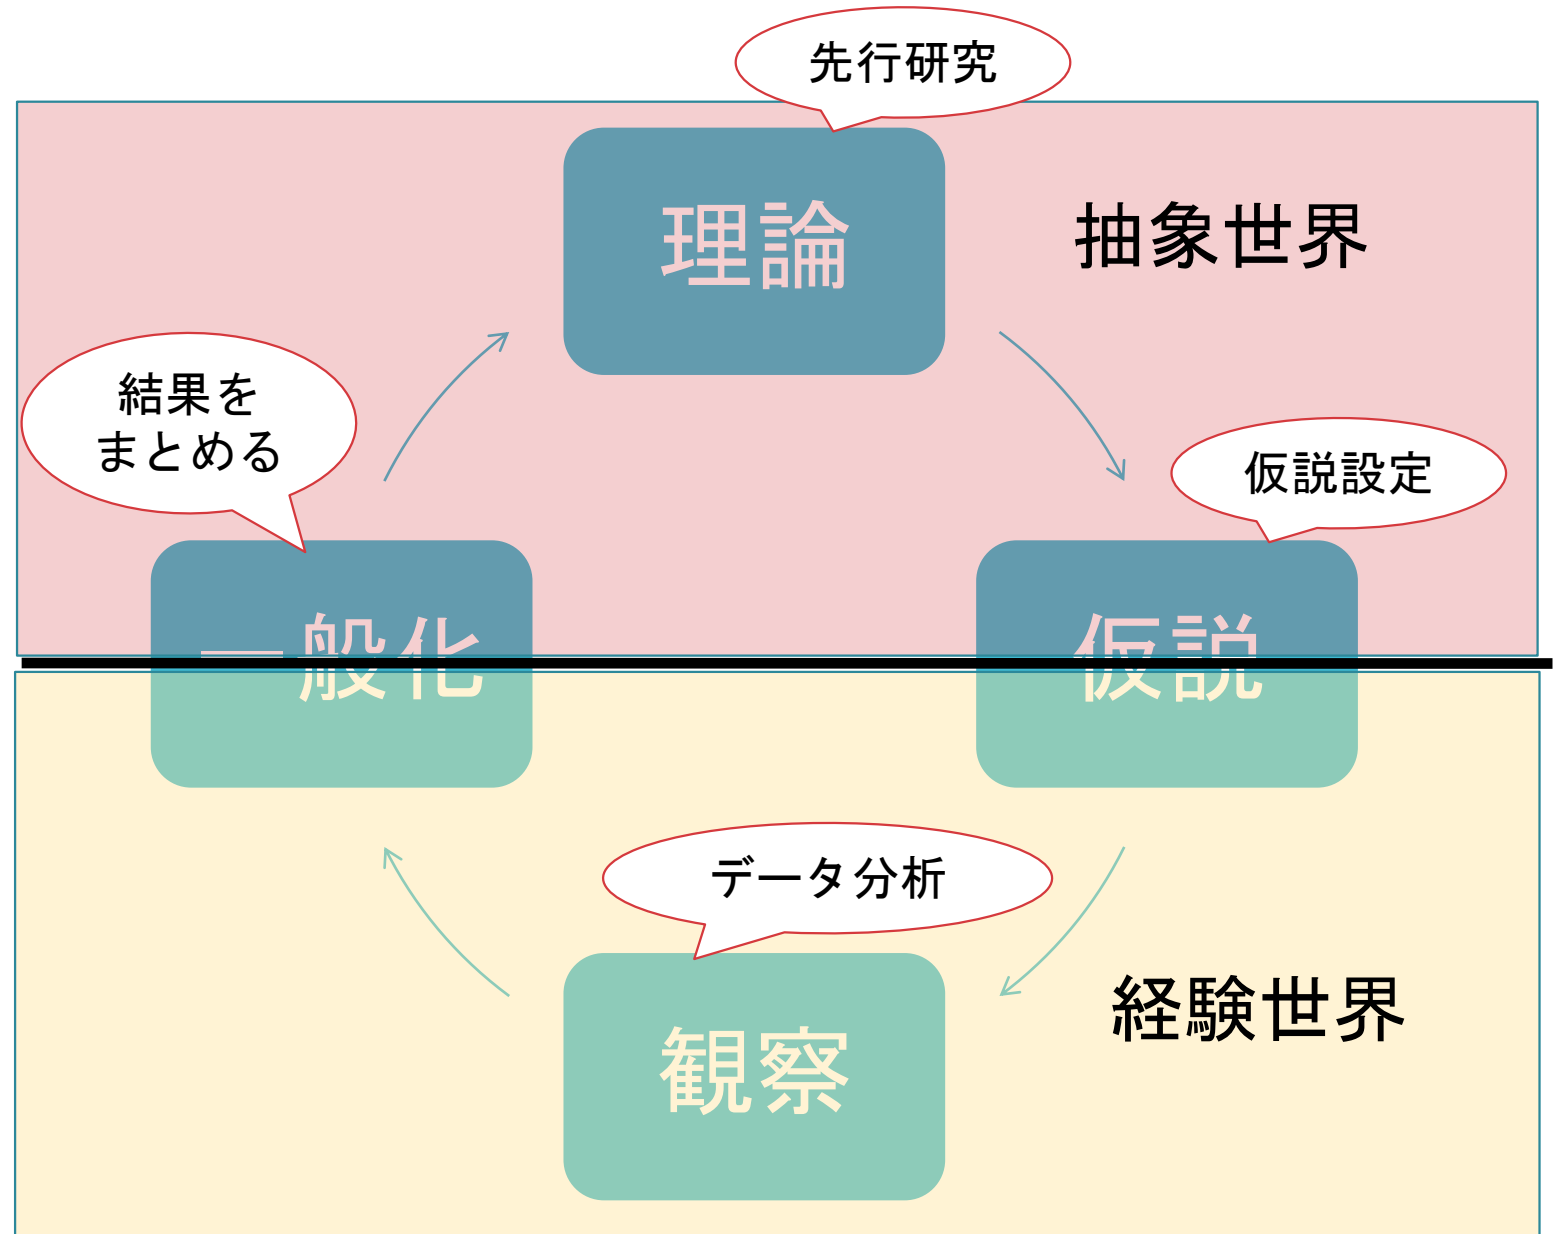 先行研究
理論
抽象世界
結果を
まとめる
仮説設定
一般化
仮説
データ分析
観察
経験世界